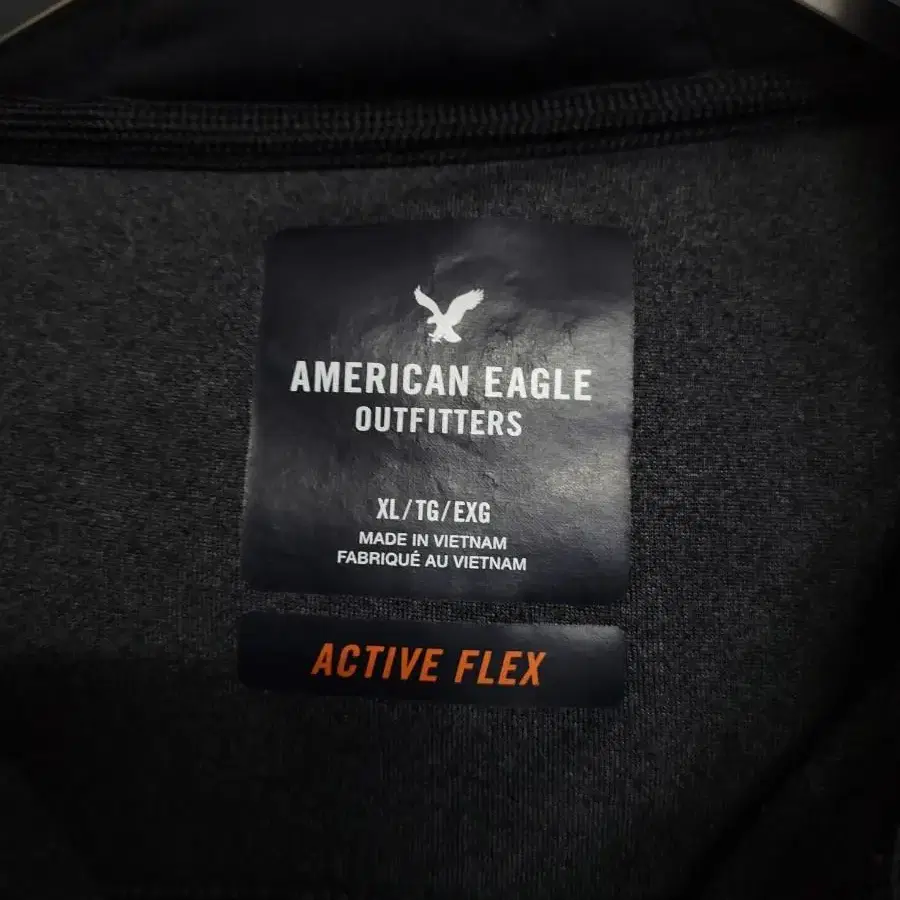 AMERICAN EAGLE
OUTFITTERS
XL/TG/EXG
MADE IN VIETNAM
FABRIQUÉ AU VIETNAM
ACTIVE FLEX